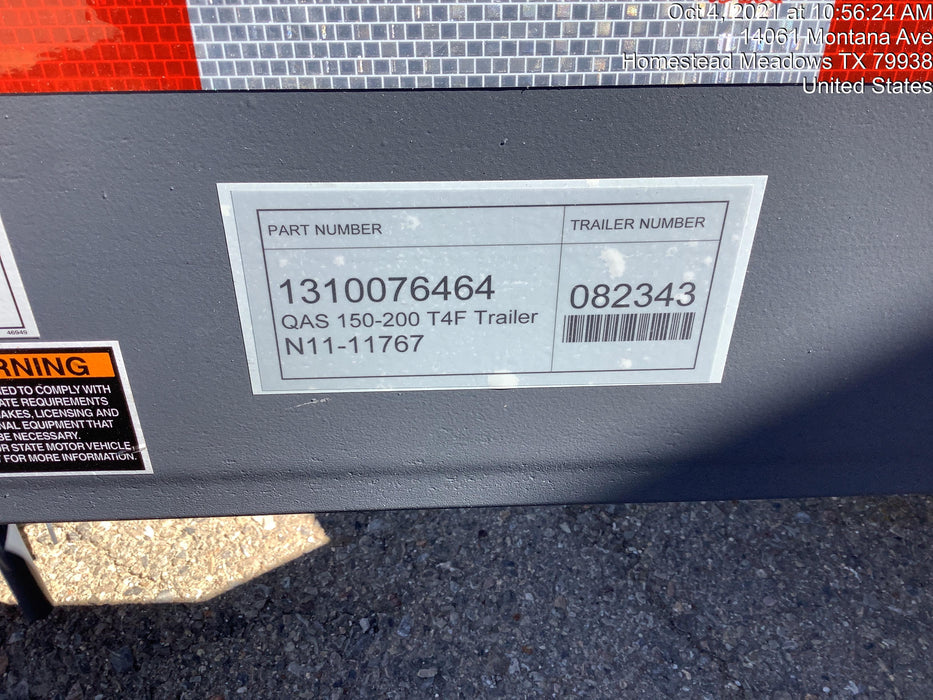 Oct 4, 2021 at 10:56:24 AM
14061 Montana Ave
Homestead Meadows TX 79938
United States
PART NUMBER
TRAILER NUMBER
1310076464
QAS 150-200 T4F Trailer
N11-11767
082343
46949
RNING
ED TO COMPLY WITH
ATE REQUIREMENTS
AKES, LICENSING AND
NAL EQUIPMENT THAT
BE NECESSARY.
R STATE MOTOR VEHICLE
FOR MORE INFORMATION.